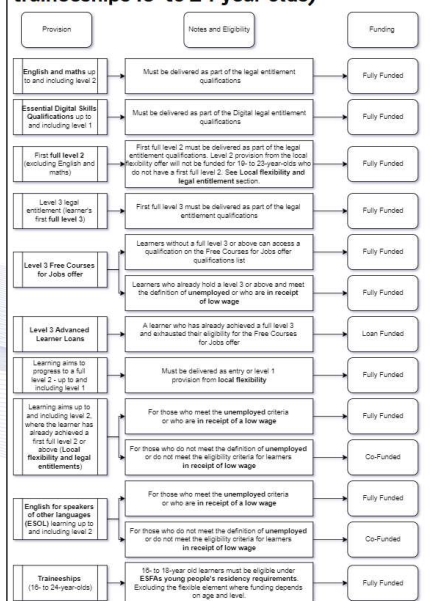 traineeships 19- to 24-year-olds)
Provision
Notes and Eligibility
Funding
English and maths up
to and including level 2
Must be delivered as part of the legal entitlement
qualifications
Fully Funded
Essential Digital Skills
Qualifications up to
and including level 1
Must be delivered as part of the Digital legal entitlement
qualifications
Fully Funded
First full level 2
(excluding English and
maths)
First full level 2 must be delivered as part of the legal
entitlement qualifications. Level 2 provision from the local
flexibility offer will not be funded for 19- to 23-year-olds who
do not have a first full level 2. See Local flexibility and
legal entitlement section.
Fully Funded
Level 3 legal
entitlement (learner's
first full level 3)
First full level 3 must be delivered as part of the legal
entitlement qualifications
Fully Funded
Level 3 Free Courses
for Jobs offer
Learners without a full level 3 or above can access a
qualification on the Free Courses for Jobs offer
qualifications list
Fully Funded
Learners who already hold a level 3 or above and meet
the definition of unemployed or who are in receipt
of low wage
Fully Funded
Level 3 Advanced
Learner Loans
A learner who has already achieved a full level 3
and exhausted their eligibility for the Free Courses
for Jobs offer
Loan Funded
Learning aims to
progress to a full
level 2 - up to and
including level 1
Must be delivered as entry or level 1
provision from local flexibility
Fully Funded
Learning aims up to
and including level 2,
where the learner has
already achieved a
first full level 2 or
above (Local
flexibility and legal
entitlements)
For those who meet the unemployed criteria
or who are in receipt of a low wage
Fully Funded
For those who do not meet the definition of unemployed
or do not meet the eligibility criteria for learners
in receipt of low wage
Co-Funded
English for speakers
of other languages
(ESOL) learning up to
and including level 2
For those who meet the unemployed criteria
or who are in receipt of a low wage
Fully Funded
For those who do not meet the definition of unemployed
or do not meet the eligibility criteria for learners
in receipt of low wage
Co-Funded
Traineeships
(16- to 24-year-olds)
16- to 18-year old learners must be eligible under
ESFAs young people's residency requirements.
Excluding the flexible element where funding depends
on age and level.
Fully Funded